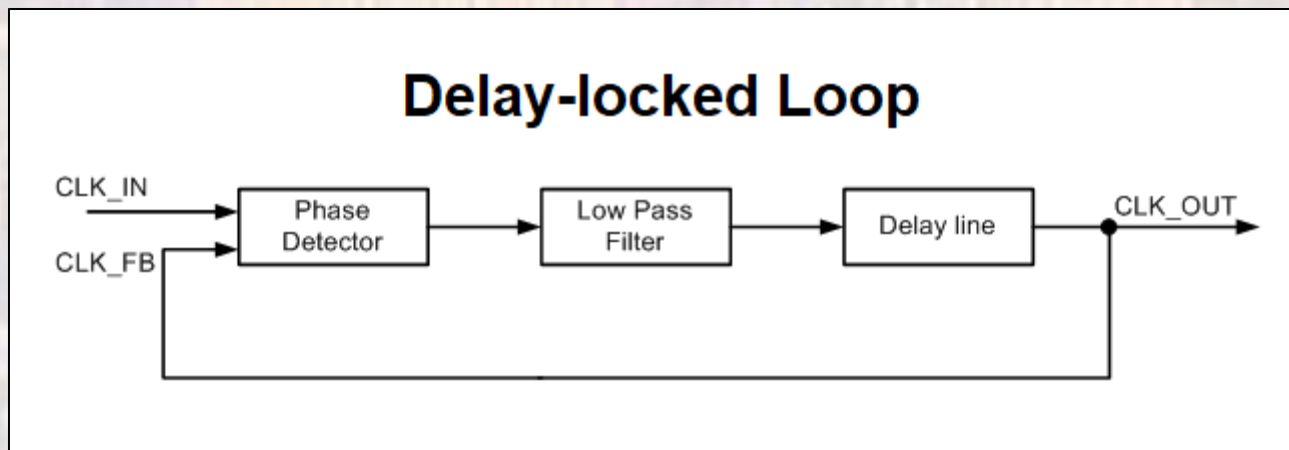 Delay-locked Loop
CLK_IN
CLK_FB
Phase
Detector
Low Pass
Filter
Delay line
CLK_OUT